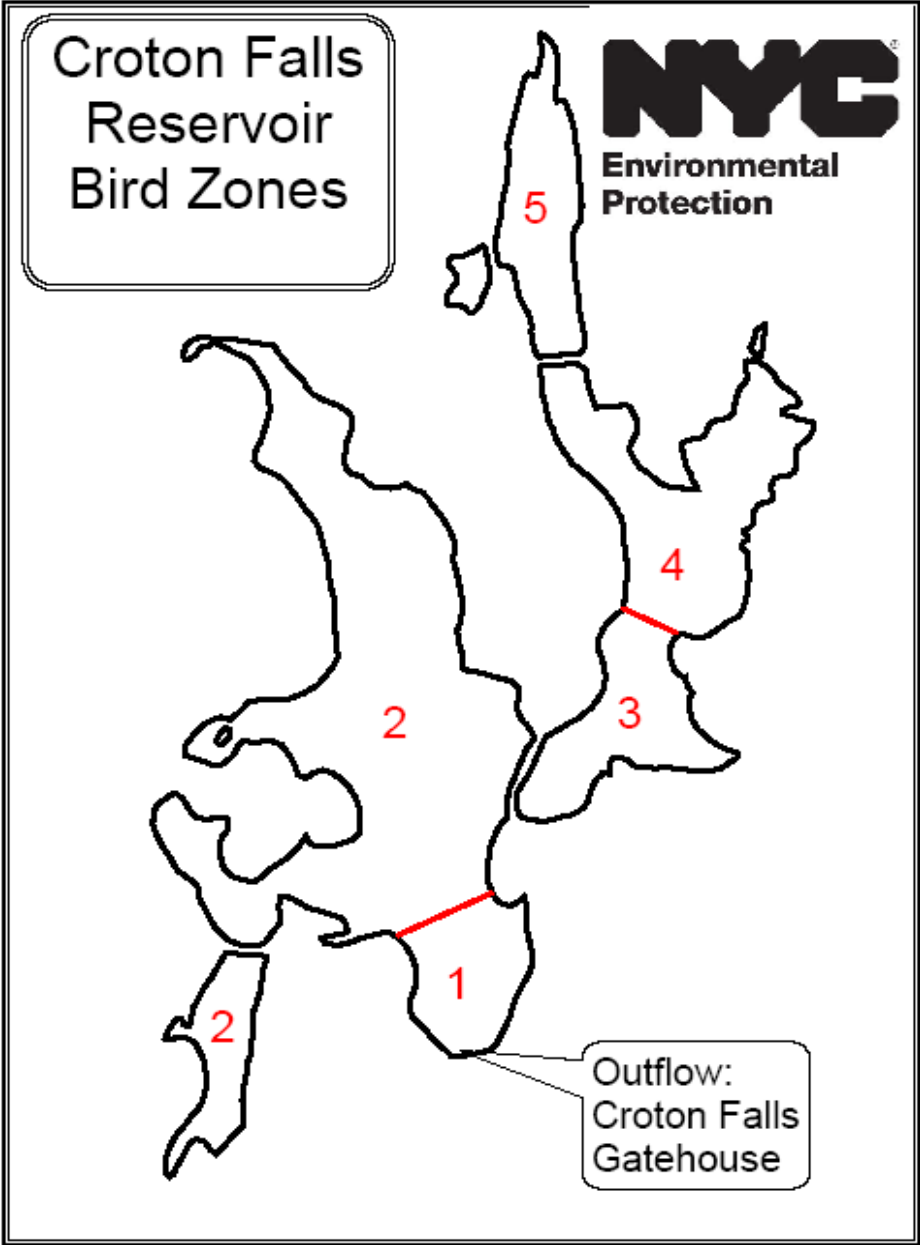 Croton Falls
Reservoir
Bird Zones
NYC®
Environmental
Protection
5
4
3
2
1
2
Outflow:
Croton Falls
Gatehouse